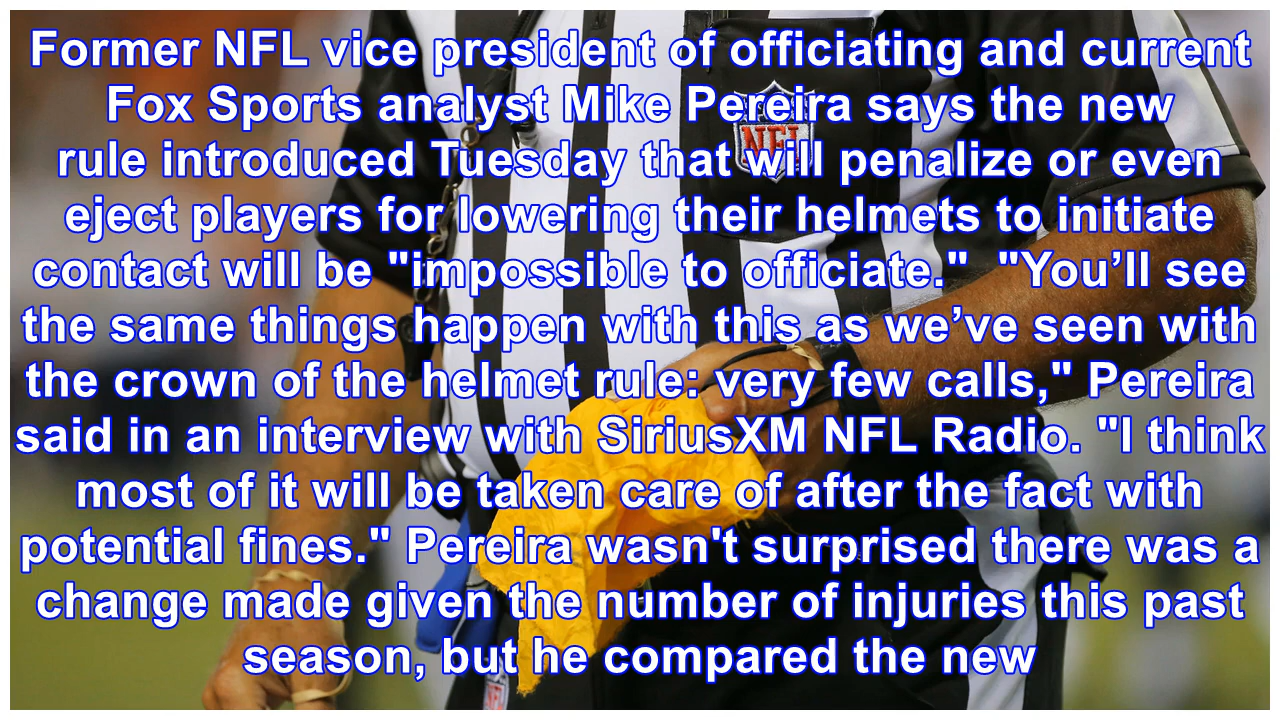 Former NFL vice president of officiating and current
Fox Sports analyst Mike Pereira says the new
rule introduced Tuesday that will penalize or even
eject players for lowering their helmets to initiate
contact will be "impossible to officiate."  "You’ll see
the same things happen with this as we’ve seen with
the crown of the helmet rule: very few calls," Pereira
said in an interview with SiriusXM NFL Radio. "I think
most of it will be taken care of after the fact with
potential fines." Pereira wasn't surprised there was a
change made given the number of injuries this past
season, but he compared the new
NFL
NFL